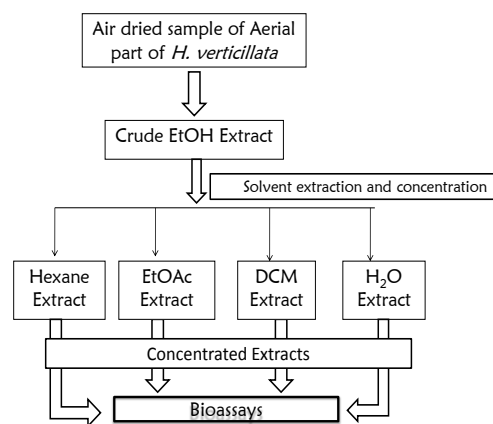 Air dried sample of Aerial
part of H. verticillata
Crude EtOH Extract
Solvent extraction and concentration
Hexane
Extract
EtOAc
Extract
DCM
Extract
H₂O
Extract
Concentrated Extracts
Bioassays